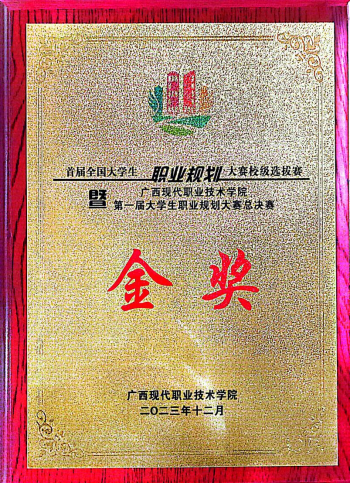 首届全国大学生 职业规划 大赛校级选拔赛
暨 广西现代职业技术学院
第一届大学生职业规划大赛总决赛
金奖
广西现代职业技术学院
二〇二三年十二月